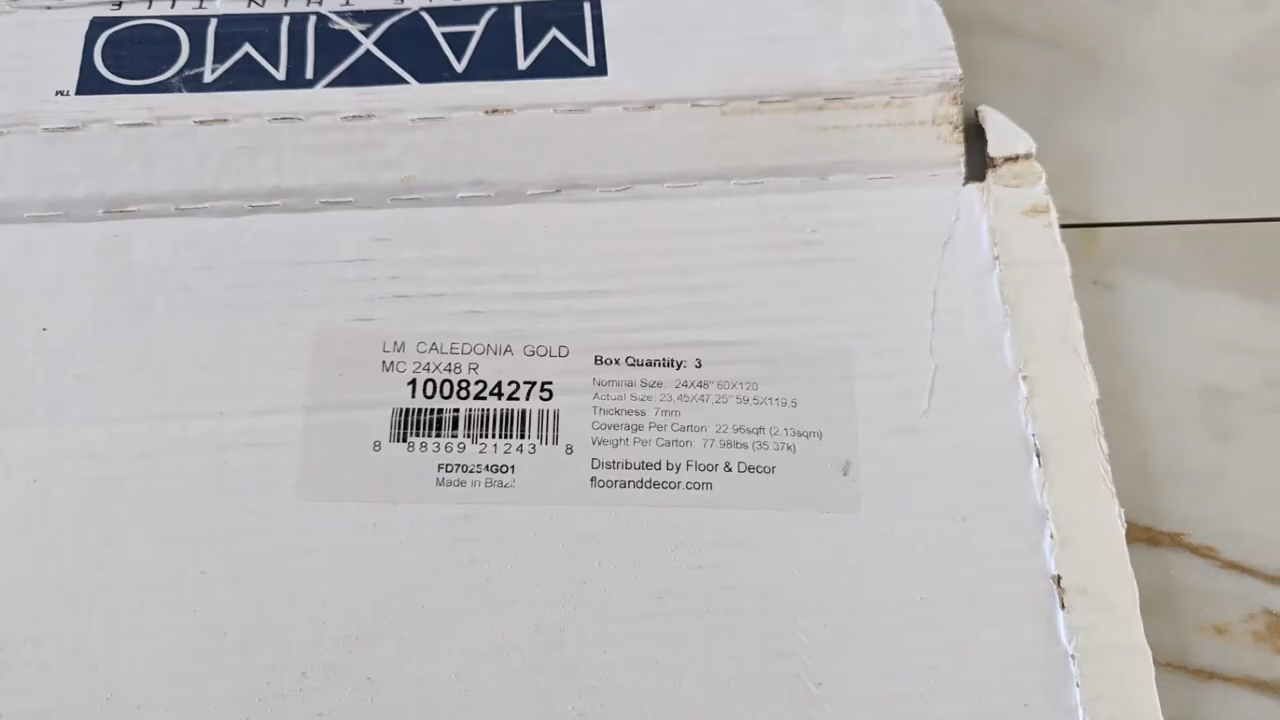 MAXIMO
TM
LM CALEDONIA GOLD
MC 24X48 R
100824275
8 88369 21243 8
FD70254GO1
Made in Brazil
Box Quantity: 3
Nominal Size: 24X48" 60X120
Actual Size: 23,45X47,25" 59,5X119,5
Thickness: 7mm
Coverage Per Carton: 22.96sqft (2.13sqm)
Weight Per Carton: 77.98lbs (35.37k)
Distributed by Floor & Decor
flooranddecor.com